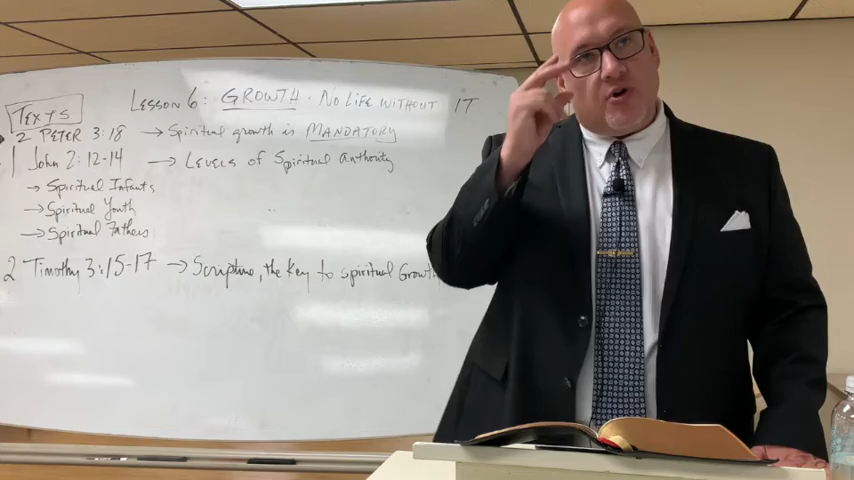 TEXTS
LESSON 6: GROWTH. NO LIFE WITHOUT IT
2 PETER 3:18 → Spiritual growth is MANDATORY
1 John 2:12-14 → LEVELS of Spiritual Authority
→ Spiritual Infants
→ Spiritual Youth
→ Spiritual Fathers
2 Timothy 3:15-17 → Scripture, the Key to spiritual Growth